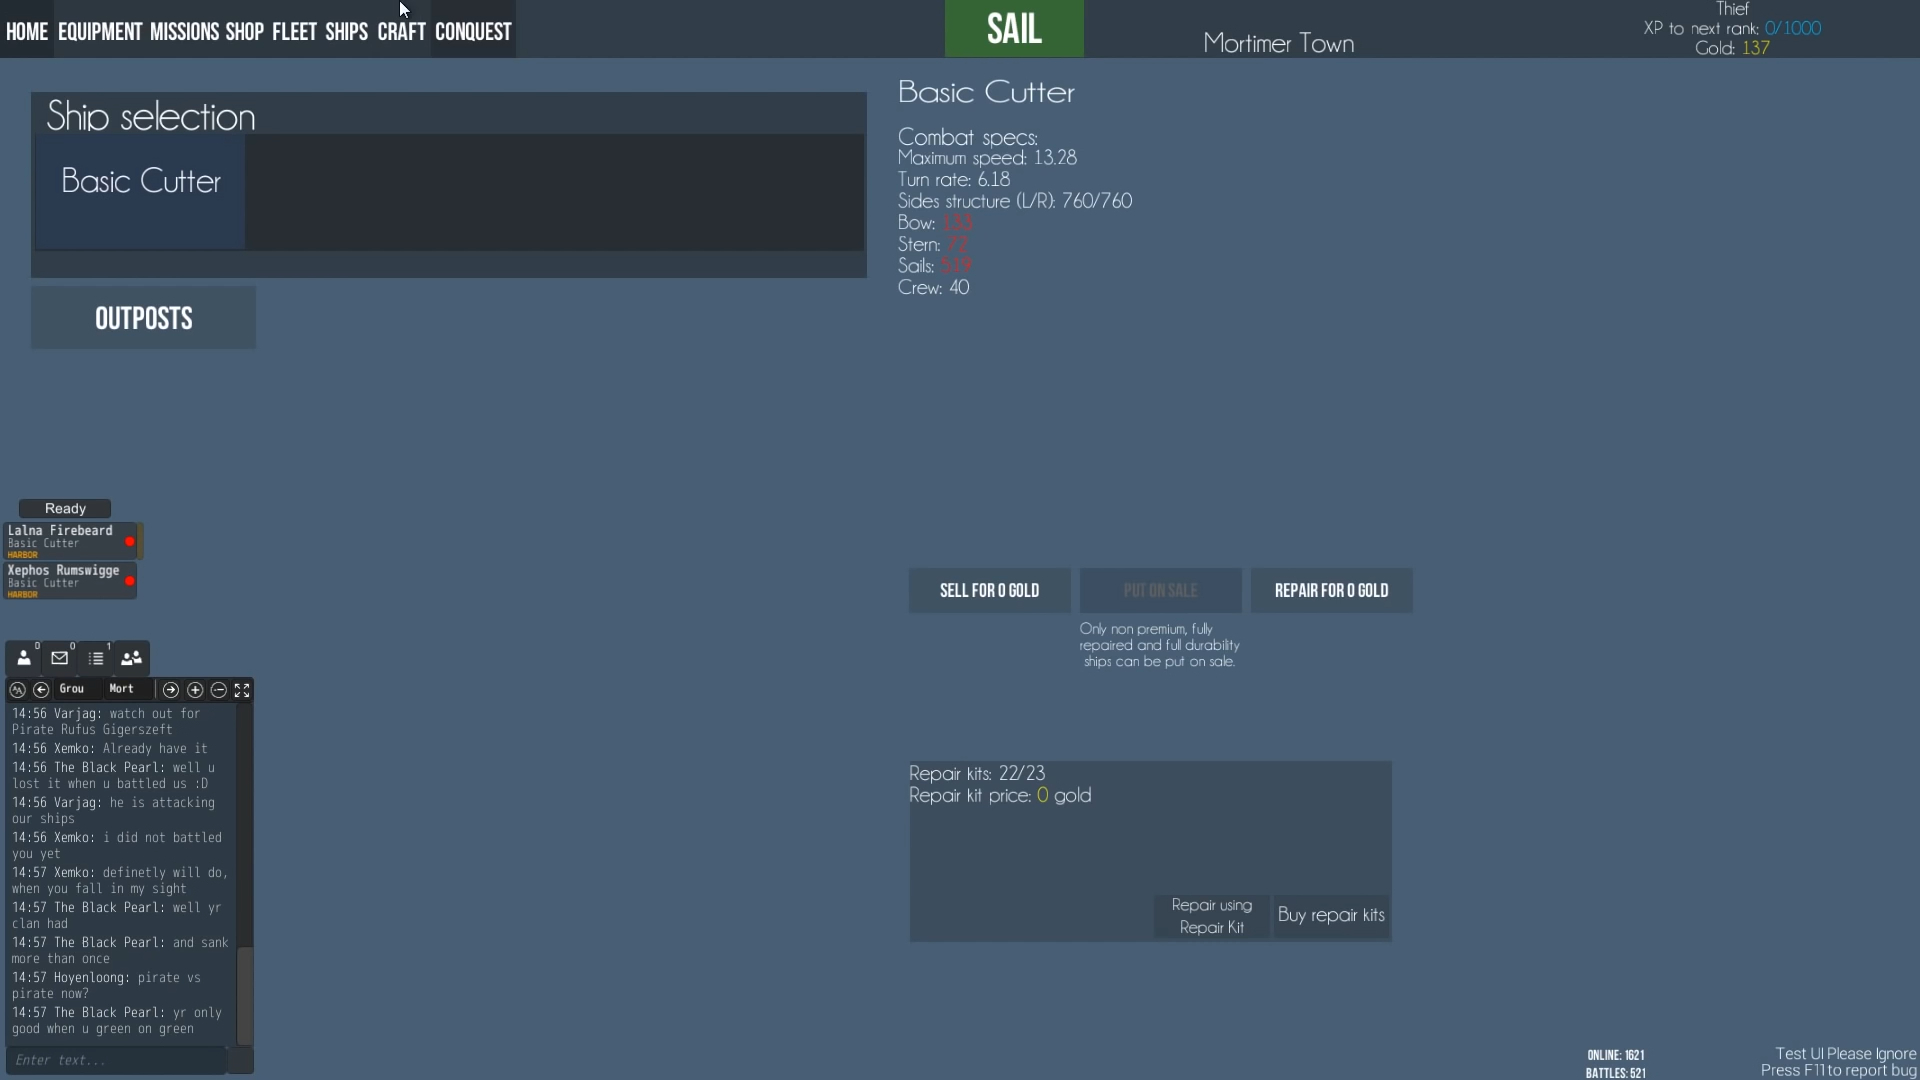 HOME EQUIPMENT MISSIONS SHOP FLEET SHIPS CRAFT CONQUEST
SAIL
Mortimer Town
Thief
XP to next rank: 0/1000
Gold: 137
Ship selection
Basic Cutter
OUTPOSTS
Basic Cutter
Combat specs:
Maximum speed: 13.28
Turn rate: 6.18
Sides structure (L/R): 760/760
Bow: 133
Stern: 72
Sails: 519
Crew: 40
Ready
Lalna Firebeard
Basic Cutter
HARBOR
Xephos Rumswigge
Basic Cutter
HARBOR
SELL FOR 0 GOLD
PUT ON SALE
REPAIR FOR 0 GOLD
Only non premium, fully
repaired and full durability
ships can be put on sale.
0 0 1
Grou Mort
14:56 Varjag: watch out for
Pirate Rufus Gigerszeft
14:56 Xemko: Already have it
14:56 The Black Pearl: well u
lost it when u battled us :D
14:56 Varjag: he is attacking
our ships
14:56 Xemko: i did not battled
you yet
14:57 Xemko: definetly will do,
when you fall in my sight
14:57 The Black Pearl: well yr
clan had
14:57 The Black Pearl: and sank
more than once
14:57 Hoyenloong: pirate vs
pirate now?
14:57 The Black Pearl: yr only
good when u green on green
Enter text...
Repair kits: 22/23
Repair kit price: 0 gold
Repair using
Repair Kit
Buy repair kits
ONLINE: 1621
BATTLES: 521
Test UI Please Ignore
Press F11 to report bug